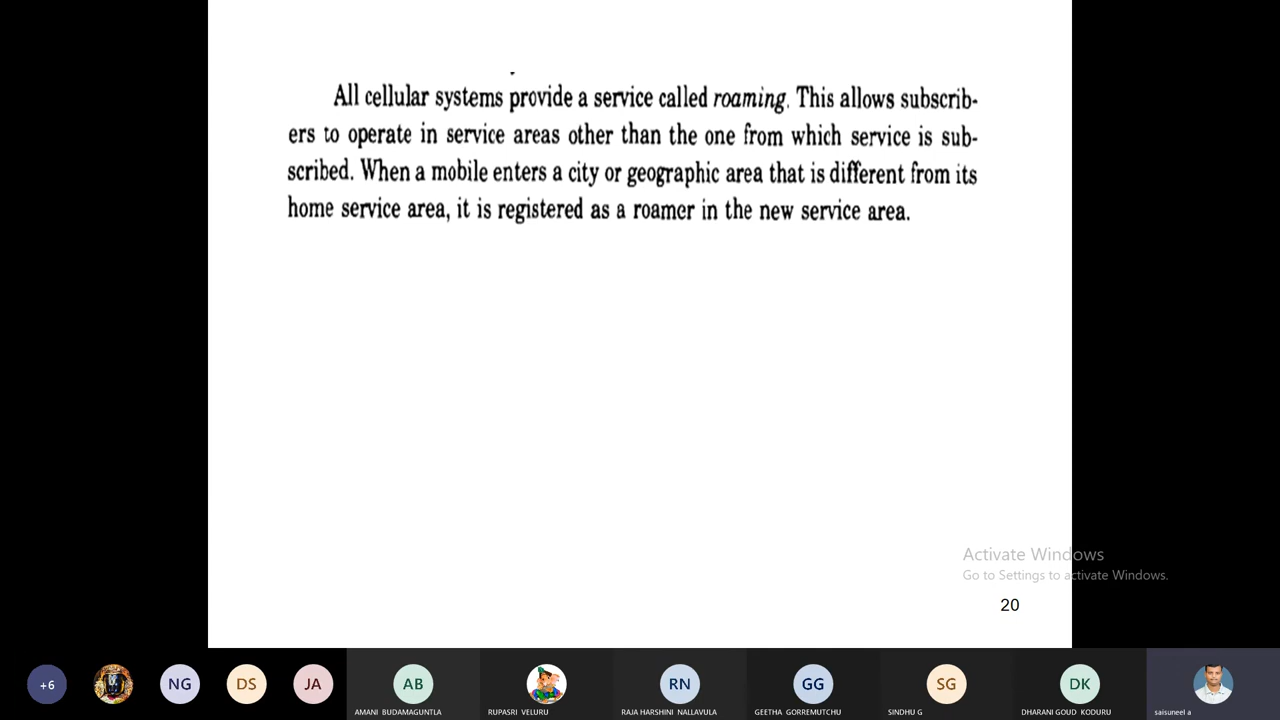 All cellular systems provide a service called roaming. This allows subscrib-
ers to operate in service areas other than the one from which service is sub-
scribed. When a mobile enters a city or geographic area that is different from its
home service area, it is registered as a roamer in the new service area.
Activate Windows
Go to Settings to activate Windows.
20
+6
NG
DS
JA
AB
RN
GG
SG
DK
AMANI BUDAMAGUNTLA
RUPASRI VELURU
RAJA HARSHINI NALLAVULA
GEETHA GORREMUTCHU
SINDHU G
DHARANI GOUD KODURU
saisuneel a